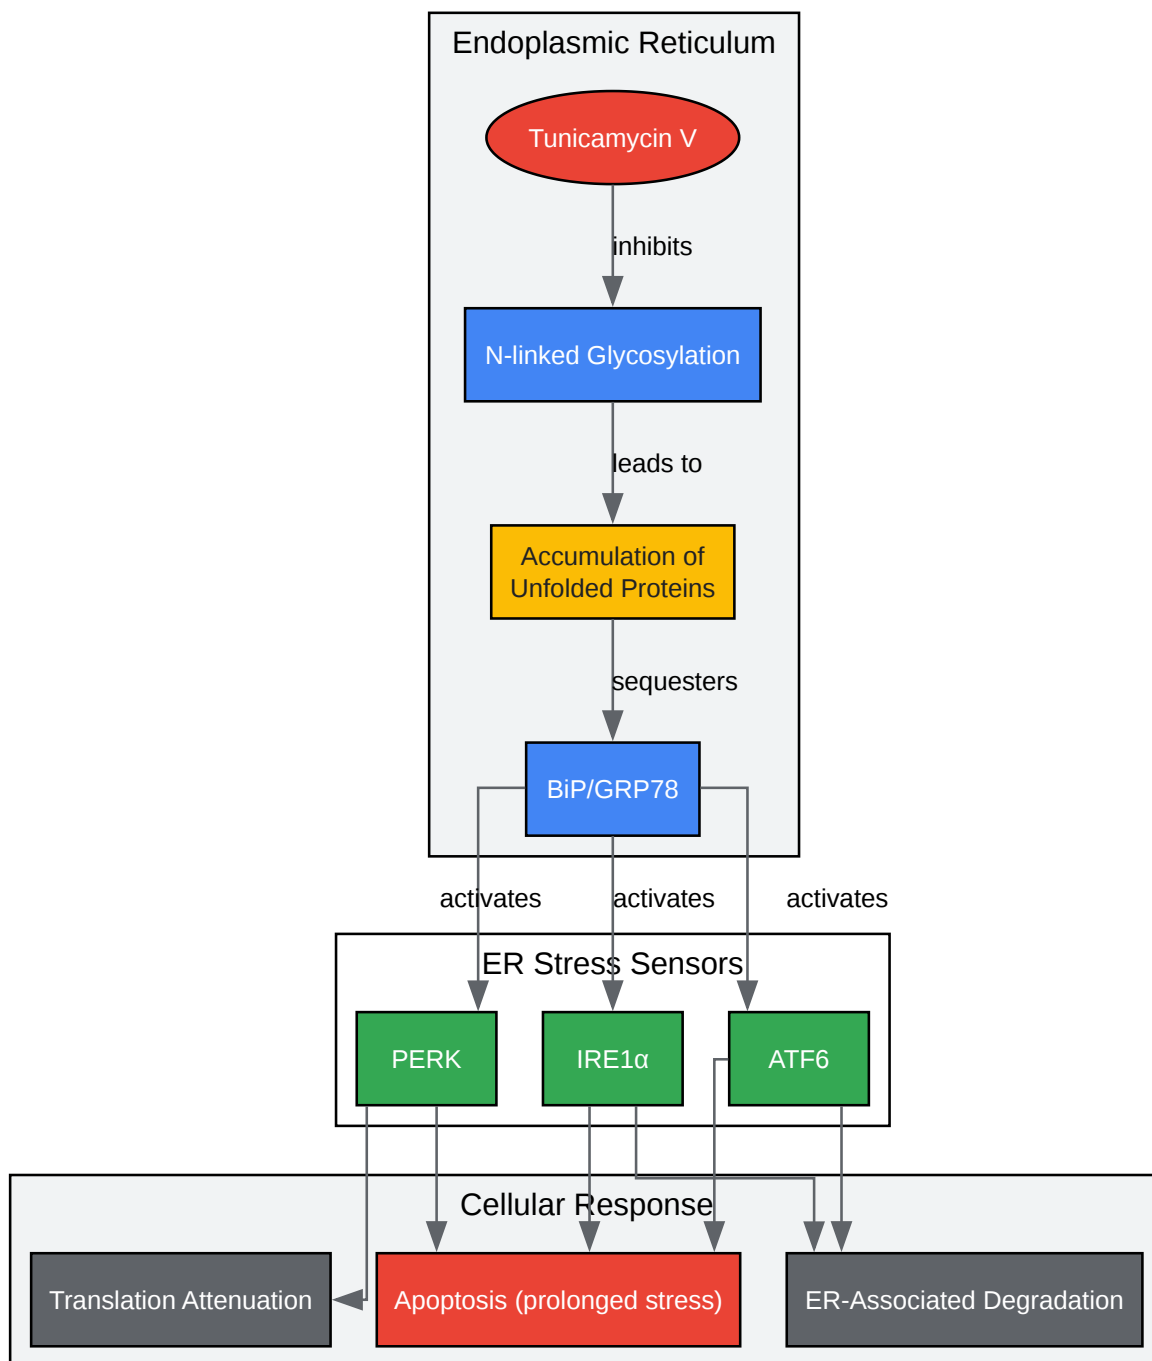 Endoplasmic Reticulum
Tunicamycin V
inhibits
N-linked Glycosylation
leads to
Accumulation of
Unfolded Proteins
sequesters
BiP/GRP78
activates
activates
activates
ER Stress Sensors
PERK
IRE1α
ATF6
Cellular Response
Translation Attenuation
Apoptosis (prolonged stress)
ER-Associated Degradation